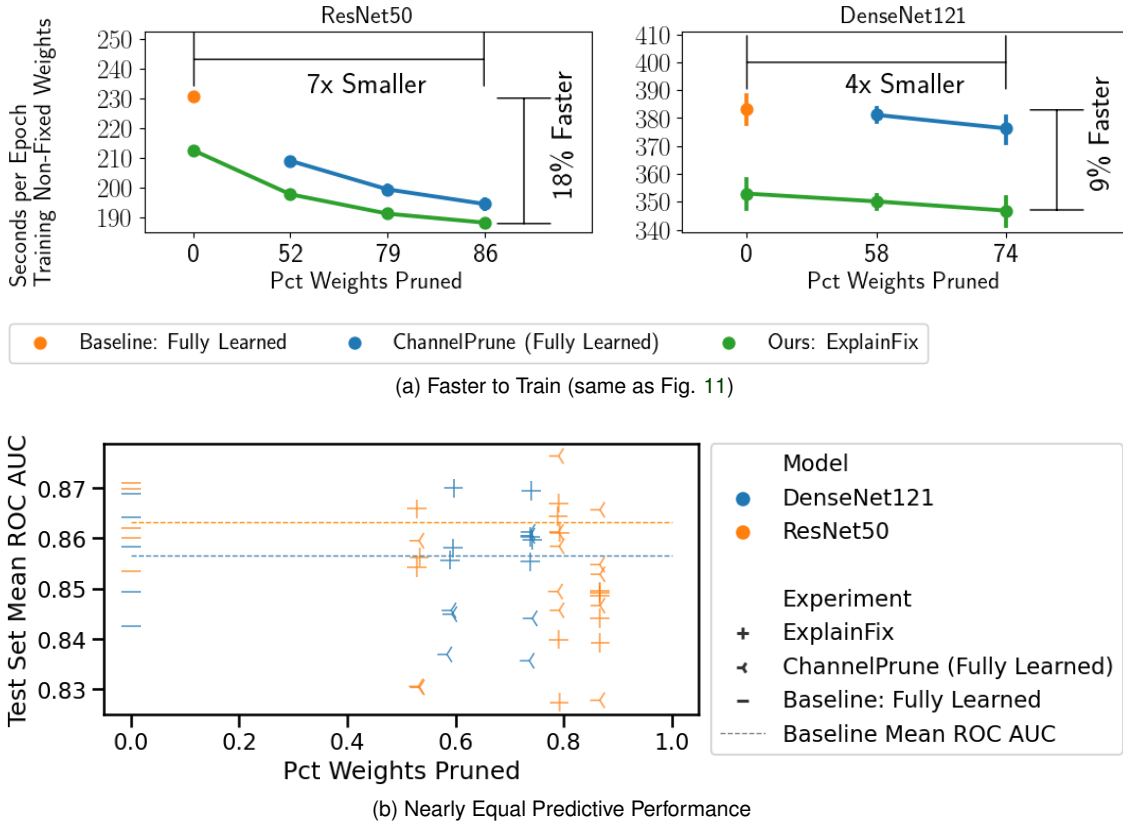 ResNet50
DenseNet121
Seconds per Epoch
Training Non-Fixed Weights
250
240
230
220
210
200
190
7x Smaller
18% Faster
0 52 79 86
Pct Weights Pruned
410
400
390
380
370
360
350
340
4x Smaller
9% Faster
0 58 74
Pct Weights Pruned
Baseline: Fully Learned ChannelPrune (Fully Learned) Ours: ExplainFix
(a) Faster to Train (same as Fig. 11)
Test Set Mean ROC AUC
0.87
0.86
0.85
0.84
0.83
0.0 0.2 0.4 0.6 0.8 1.0
Pct Weights Pruned
Model
DenseNet121
ResNet50
Experiment
ExplainFix
ChannelPrune (Fully Learned)
Baseline: Fully Learned
Baseline Mean ROC AUC
(b) Nearly Equal Predictive Performance